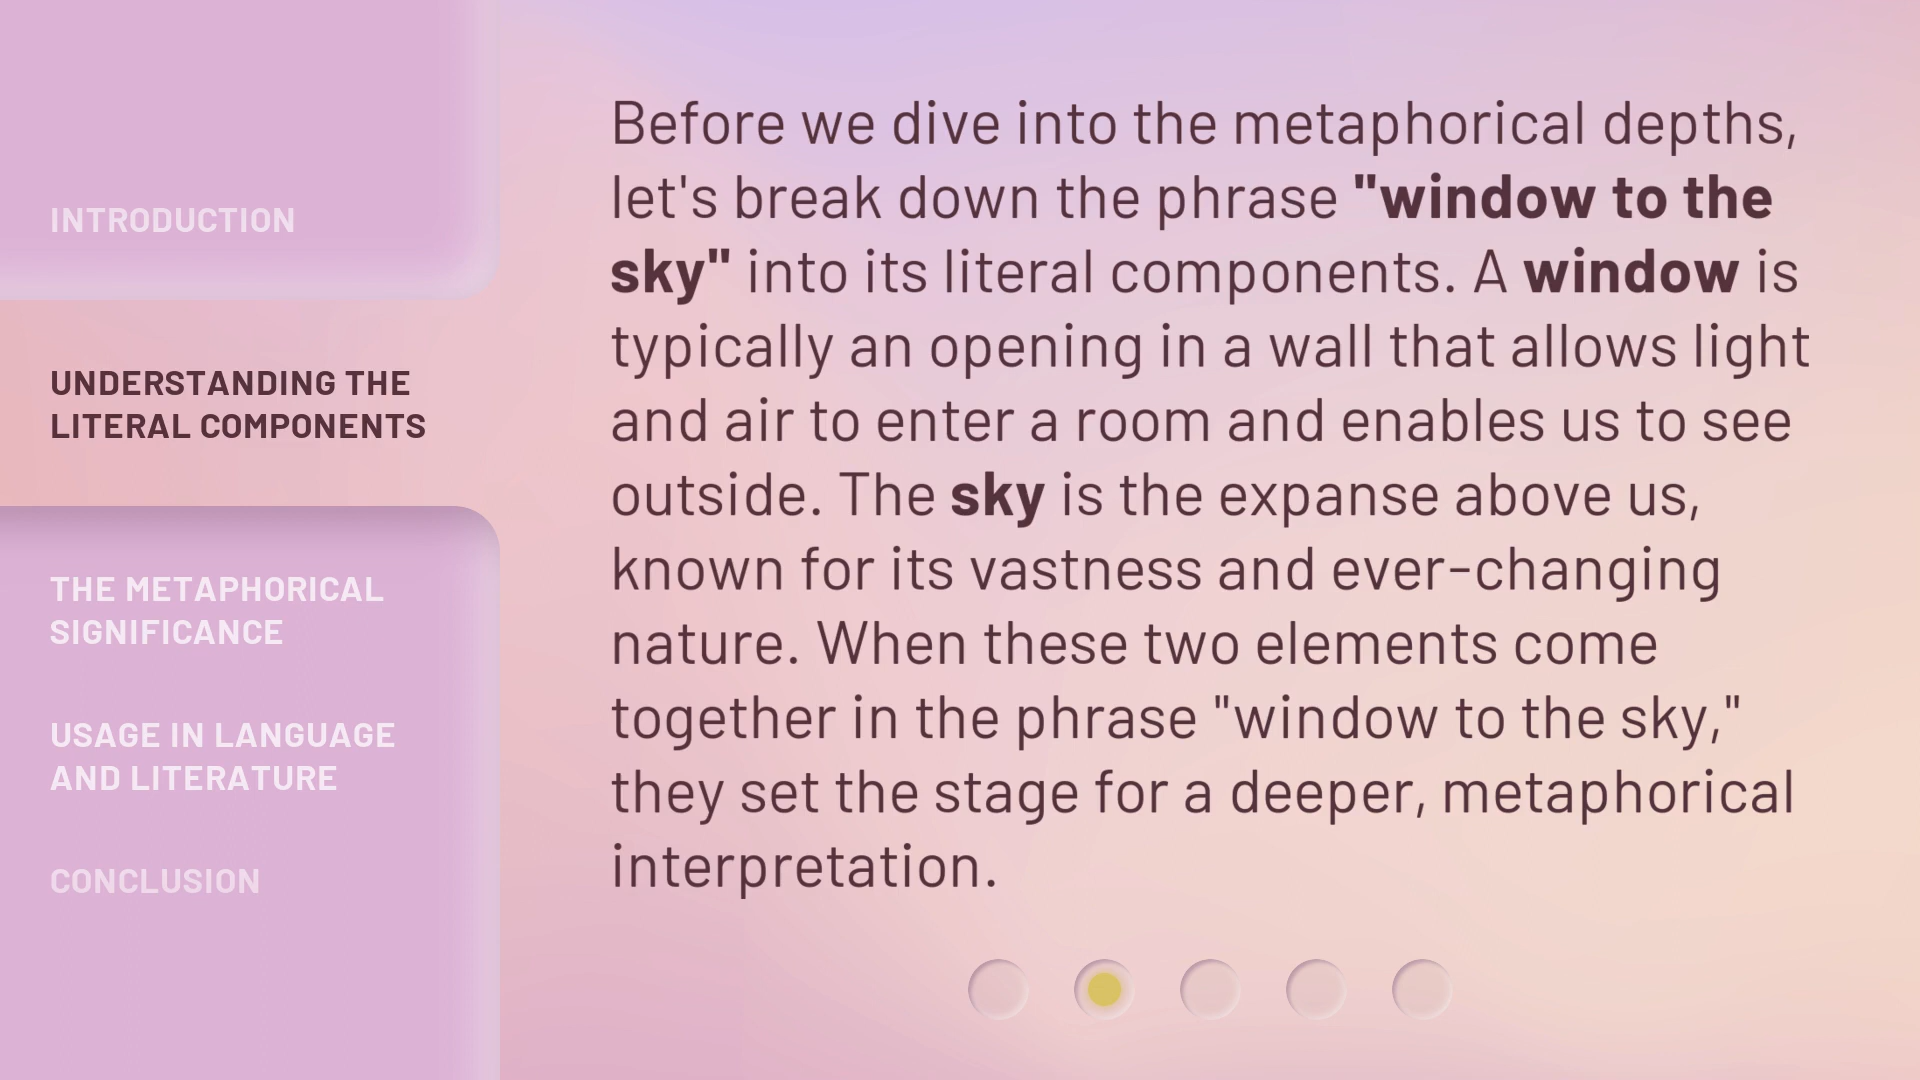 INTRODUCTION
UNDERSTANDING THE
LITERAL COMPONENTS
THE METAPHORICAL
SIGNIFICANCE
USAGE IN LANGUAGE
AND LITERATURE
CONCLUSION
Before we dive into the metaphorical depths,
let's break down the phrase "window to the
sky" into its literal components. A window is
typically an opening in a wall that allows light
and air to enter a room and enables us to see
outside. The sky is the expanse above us,
known for its vastness and ever-changing
nature. When these two elements come
together in the phrase "window to the sky,"
they set the stage for a deeper, metaphorical
interpretation.